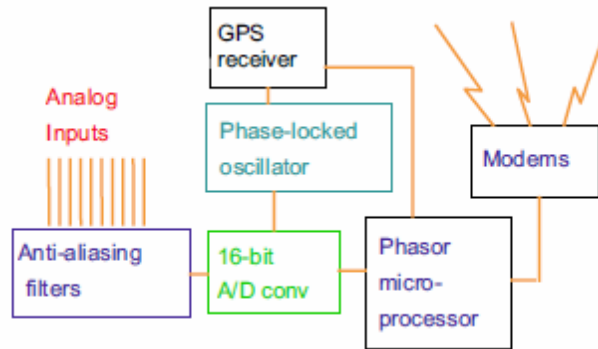 GPS
receiver
Analog
Inputs
Phase-locked
oscillator
Modems
Anti-aliasing
filters
16-bit
A/D conv
Phasor
micro-
processor